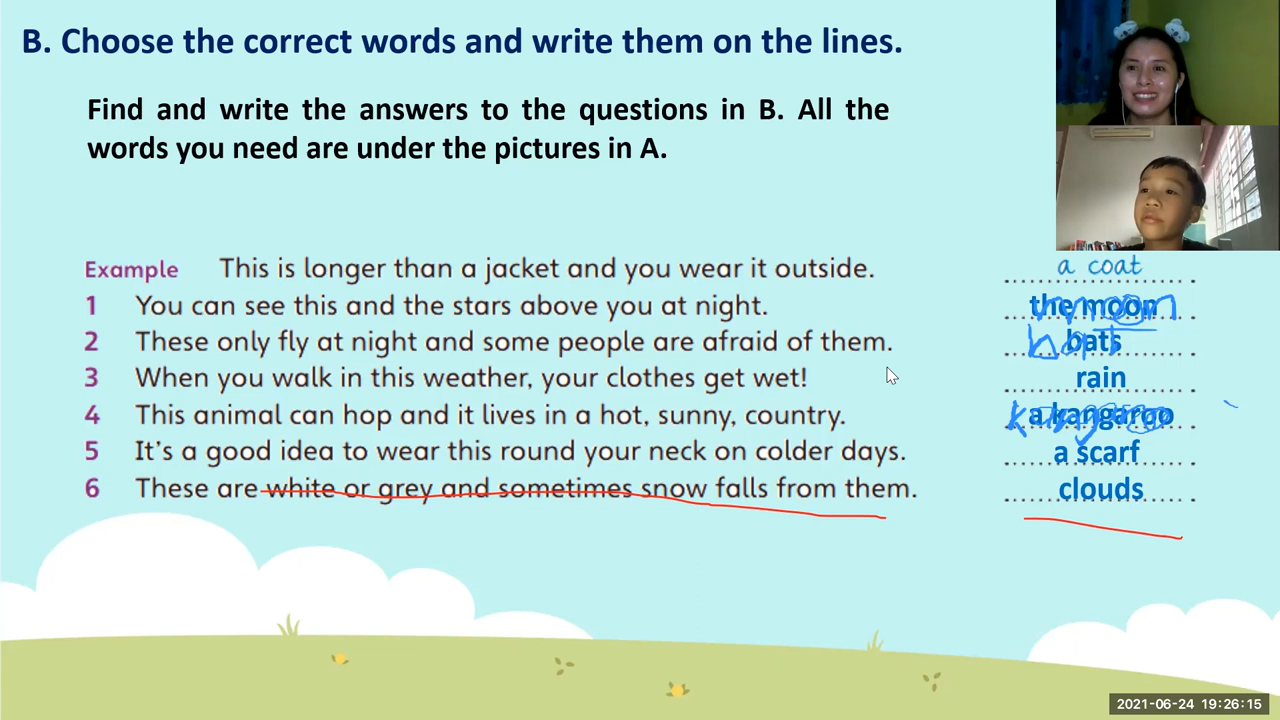 B. Choose the correct words and write them on the lines.
Find and write the answers to the questions in B. All the
words you need are under the pictures in A.
Example This is longer than a jacket and you wear it outside. a coat
1 You can see this and the stars above you at night. the moon moon
2 These only fly at night and some people are afraid of them. bats
3 When you walk in this weather, your clothes get wet! rain
4 This animal can hop and it lives in a hot, sunny, country. a kangaroo
5 It's a good idea to wear this round your neck on colder days. a scarf
6 These are white or grey and sometimes snow falls from them. clouds
2021-06-24 19:26:15